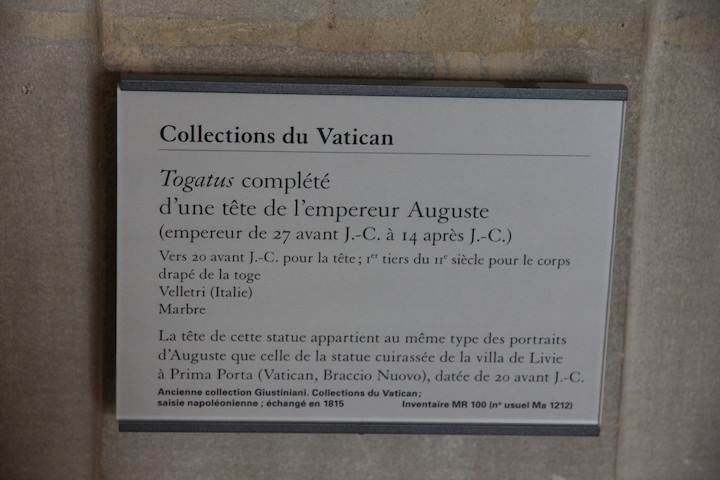 Collections du Vatican
Togatus complété
d'une tête de l'empereur Auguste
(empereur de 27 avant J.-C. à 14 après J.-C.)
Vers 20 avant J.-C. pour la tête ; 1er tiers du IIe siècle pour le corps
drapé de la toge
Velletri (Italie)
Marbre
La tête de cette statue appartient au même type des portraits
d'Auguste que celle de la statue cuirassée de la villa de Livie
à Prima Porta (Vatican, Braccio Nuovo), datée de 20 avant J.-C.
Ancienne collection Giustiniani. Collections du Vatican ;
saisie napoléonienne ; échangé en 1815 Inventaire MR 100 (n° usuel Ma 1212)